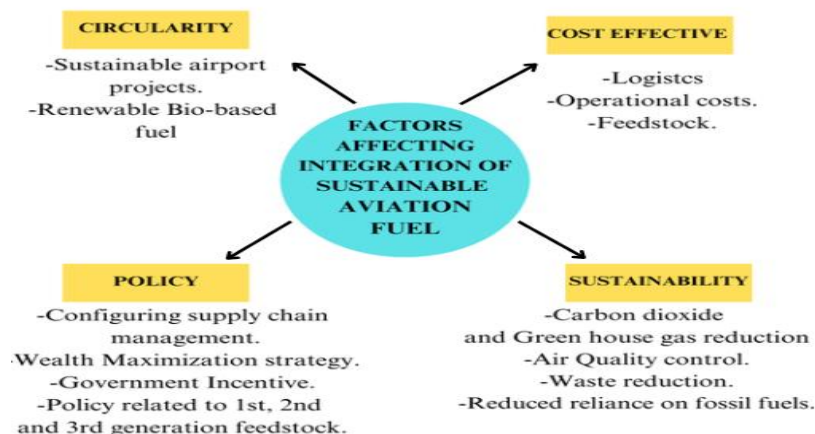 CIRCULARITY
-Sustainable airport
projects.
-Renewable Bio-based
fuel
COST EFFECTIVE
-Logistcs
-Operational costs.
-Feedstock.
FACTORS
AFFECTING
INTEGRATION OF
SUSTAINABLE
AVIATION
FUEL
POLICY
-Configuring supply chain
management.
-Wealth Maximization strategy.
-Government Incentive.
-Policy related to 1st, 2nd
and 3rd generation feedstock.
SUSTAINABILITY
-Carbon dioxide
and Green house gas reduction
-Air Quality control.
-Waste reduction.
-Reduced reliance on fossil fuels.